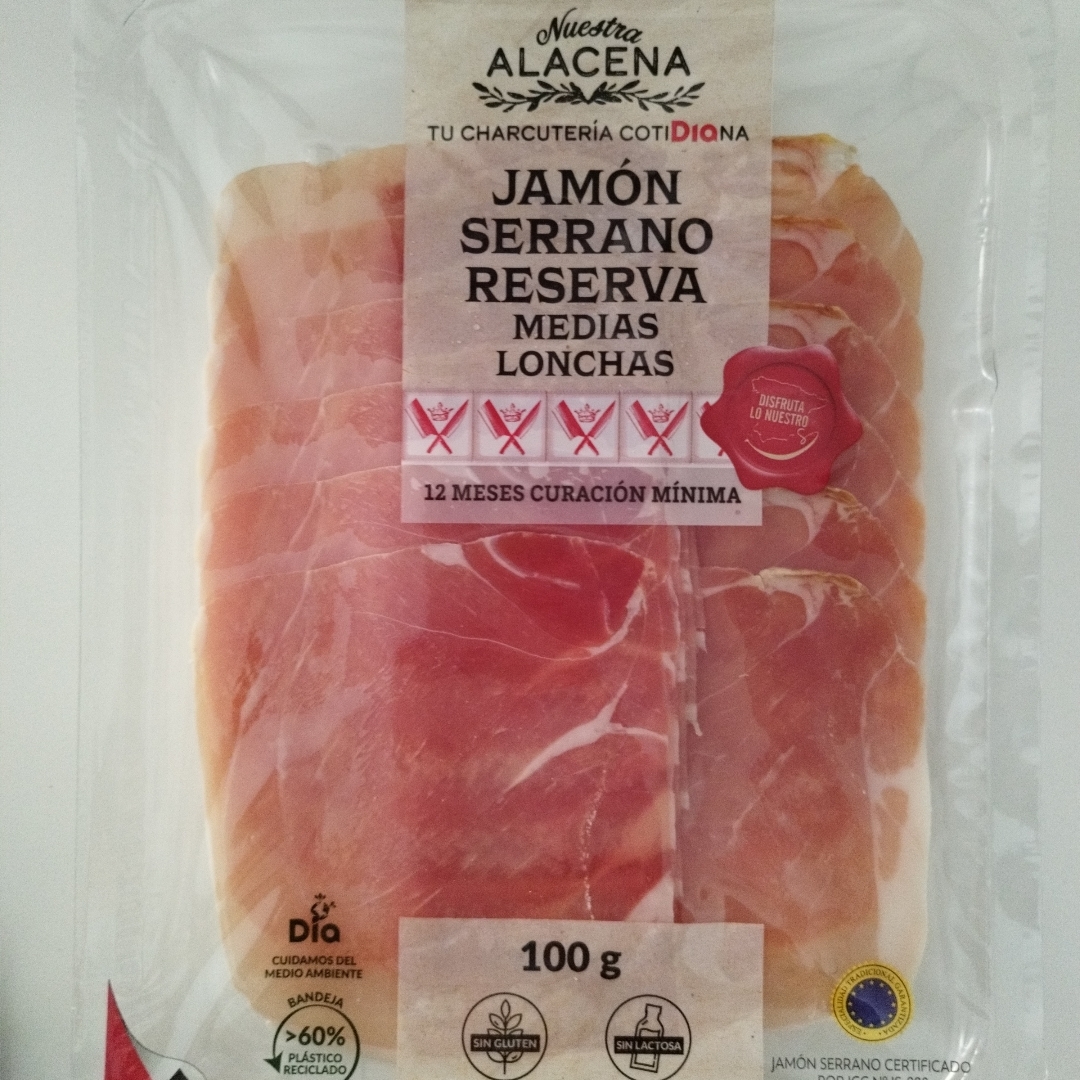 Nuestra
ALACENA
TU CHARCUTERÍA COTIDIANA
JAMÓN
SERRANO
RESERVA
MEDIAS
LONCHAS
DISFRUTA
LO NUESTRO
12 MESES CURACIÓN MÍNIMA
Dia
CUIDAMOS DEL
MEDIO AMBIENTE
BANDEJA
>60%
PLÁSTICO
RECICLADO
100 g
SIN GLUTEN
SIN LACTOSA
ESPECIALIDAD TRADICIONAL GARANTIZADA
JAMÓN SERRANO CERTIFICADO